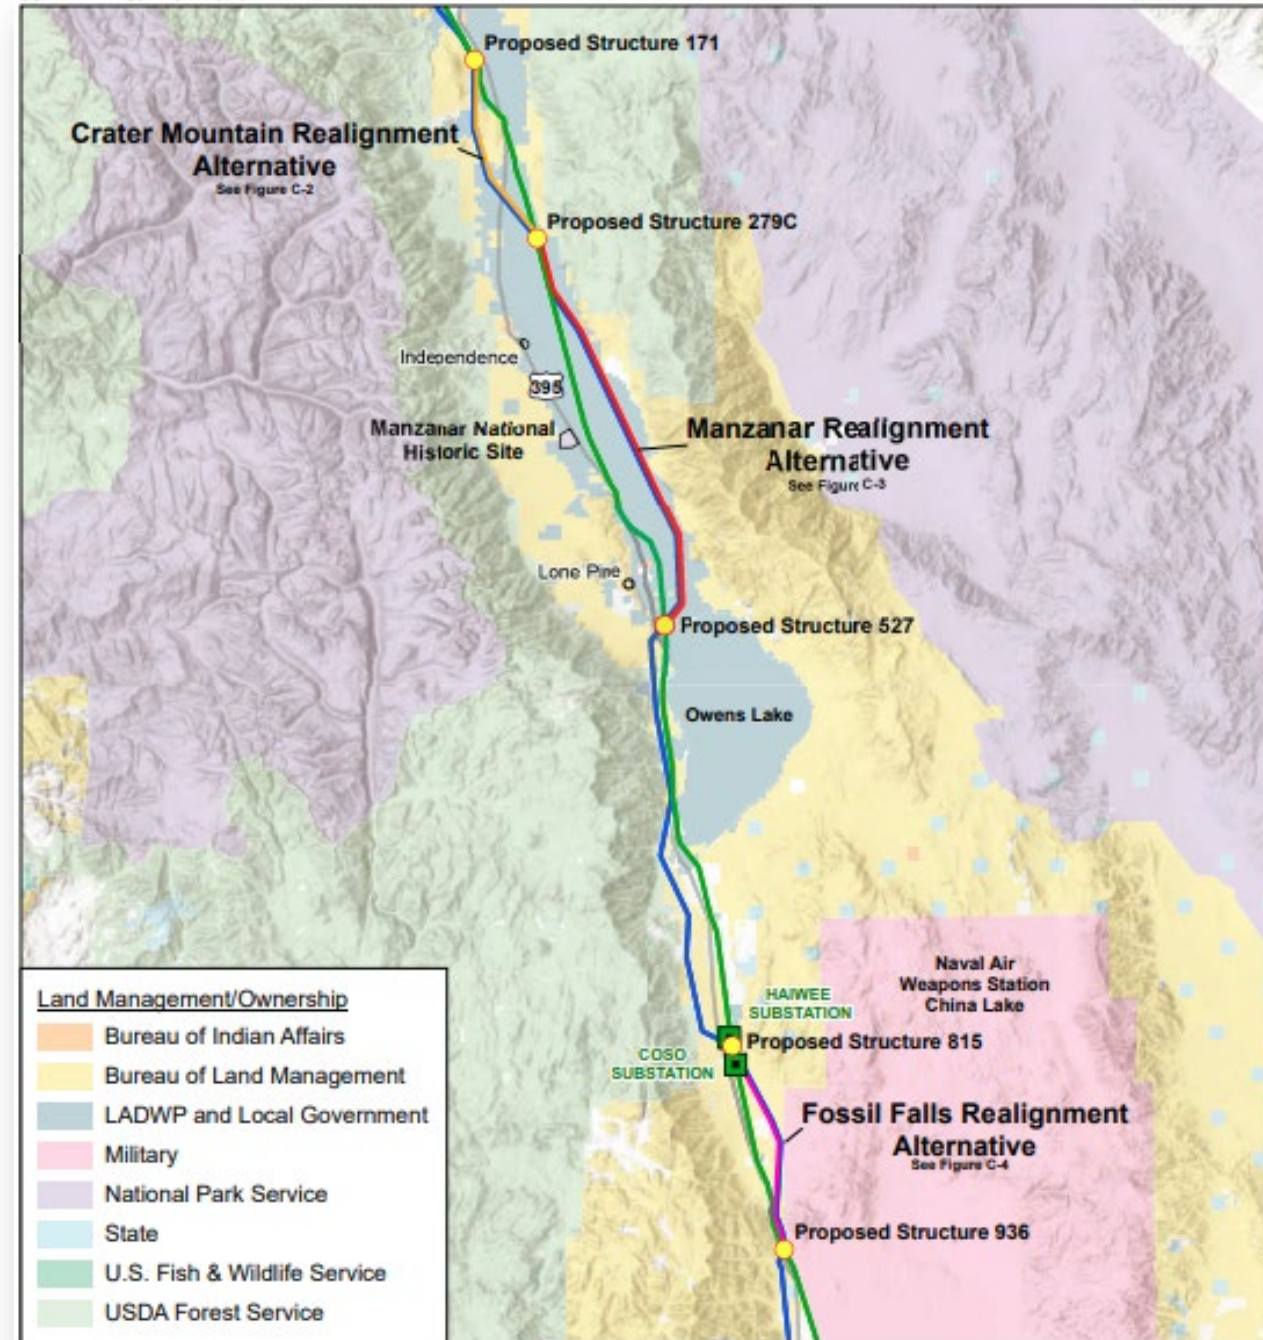 Proposed Structure 171
Crater Mountain Realignment
Alternative
See Figure C-2
Proposed Structure 279C
Independence
395
Manzanar National
Historic Site
Manzanar Realignment
Alternative
See Figure C-3
Lone Pine
Proposed Structure 527
Owens Lake
Naval Air
Weapons Station
China Lake
HAIWEE
SUBSTATION
Proposed Structure 815
COSO
SUBSTATION
Fossil Falls Realignment
Alternative
See Figure C-4
Proposed Structure 936
Land Management/Ownership
Bureau of Indian Affairs
Bureau of Land Management
LADWP and Local Government
Military
National Park Service
State
U.S. Fish & Wildlife Service
USDA Forest Service